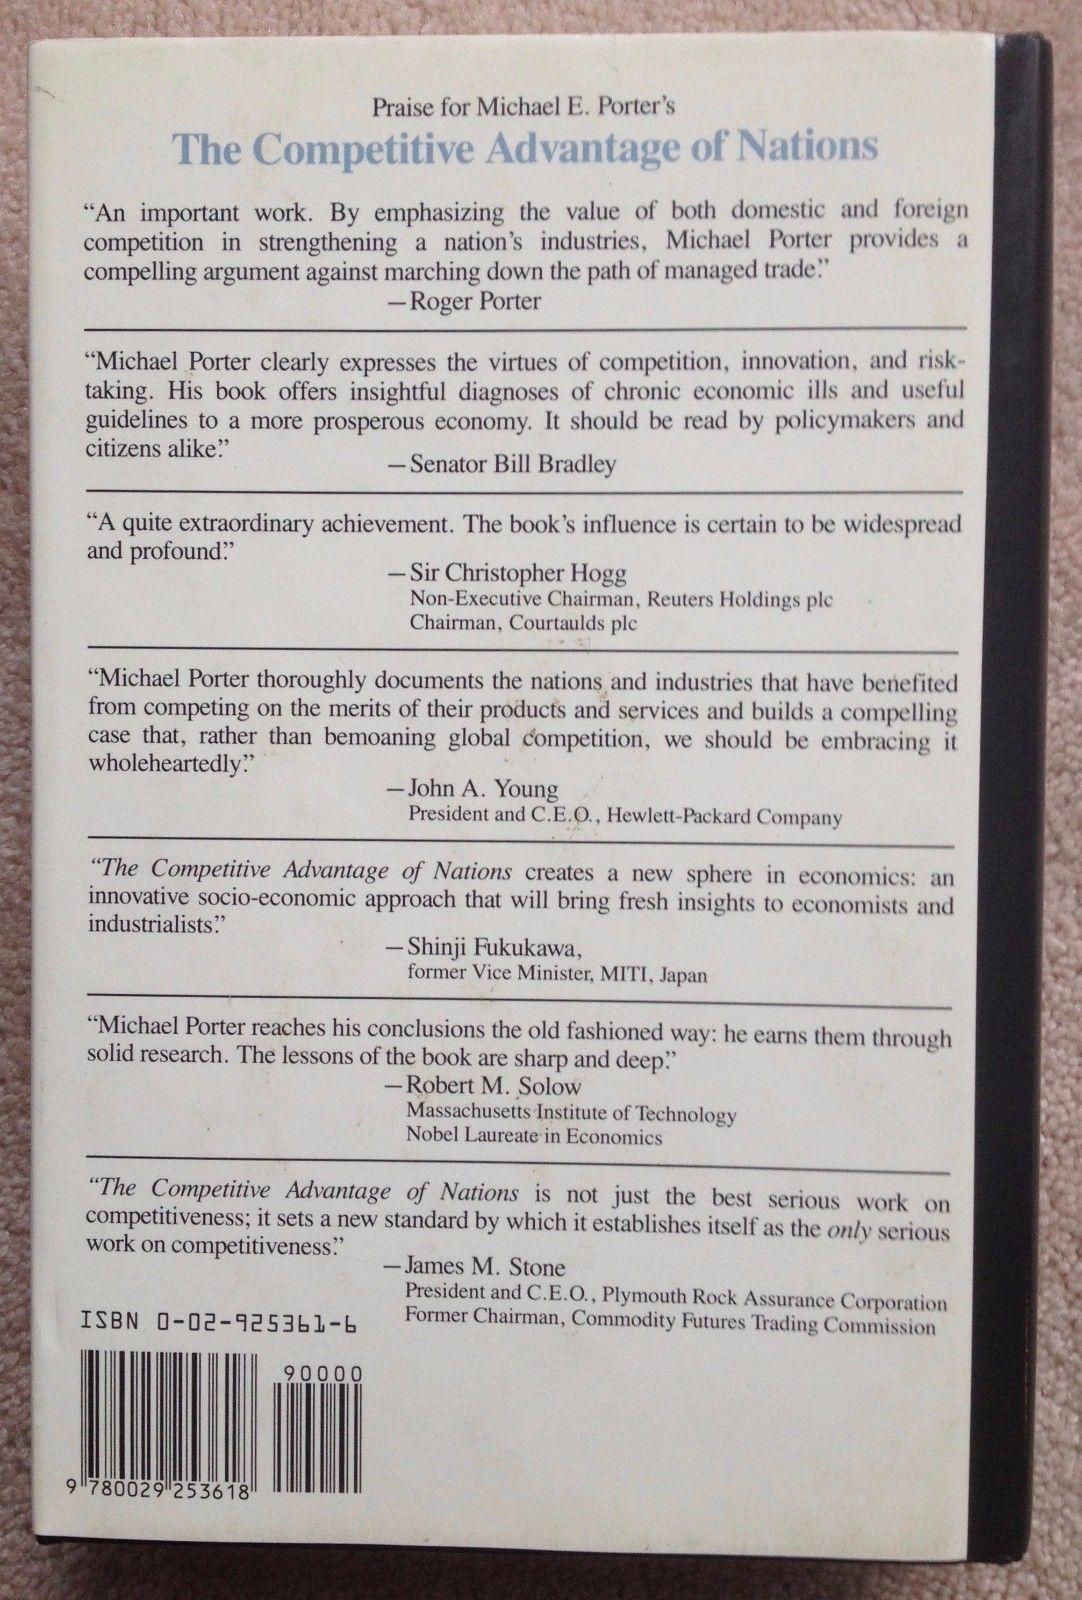 Praise for Michael E. Porter's
The Competitive Advantage of Nations
“An important work. By emphasizing the value of both domestic and foreign
competition in strengthening a nation's industries, Michael Porter provides a
compelling argument against marching down the path of managed trade.”
—Roger Porter
“Michael Porter clearly expresses the virtues of competition, innovation, and risk-
taking. His book offers insightful diagnoses of chronic economic ills and useful
guidelines to a more prosperous economy. It should be read by policymakers and
citizens alike.”
—Senator Bill Bradley
“A quite extraordinary achievement. The book's influence is certain to be widespread
and profound.”
—Sir Christopher Hogg
Non-Executive Chairman, Reuters Holdings plc
Chairman, Courtaulds plc
“Michael Porter thoroughly documents the nations and industries that have benefited
from competing on the merits of their products and services and builds a compelling
case that, rather than bemoaning global competition, we should be embracing it
wholeheartedly.”
—John A. Young
President and C.E.O., Hewlett-Packard Company
“The Competitive Advantage of Nations creates a new sphere in economics: an
innovative socio-economic approach that will bring fresh insights to economists and
industrialists.”
—Shinji Fukukawa,
former Vice Minister, MITI, Japan
“Michael Porter reaches his conclusions the old fashioned way: he earns them through
solid research. The lessons of the book are sharp and deep.”
—Robert M. Solow
Massachusetts Institute of Technology
Nobel Laureate in Economics
“The Competitive Advantage of Nations is not just the best serious work on
competitiveness; it sets a new standard by which it establishes itself as the only serious
work on competitiveness.”
—James M. Stone
President and C.E.O., Plymouth Rock Assurance Corporation
Former Chairman, Commodity Futures Trading Commission
ISBN 0-02-925361-6
90000
9 780029 253618